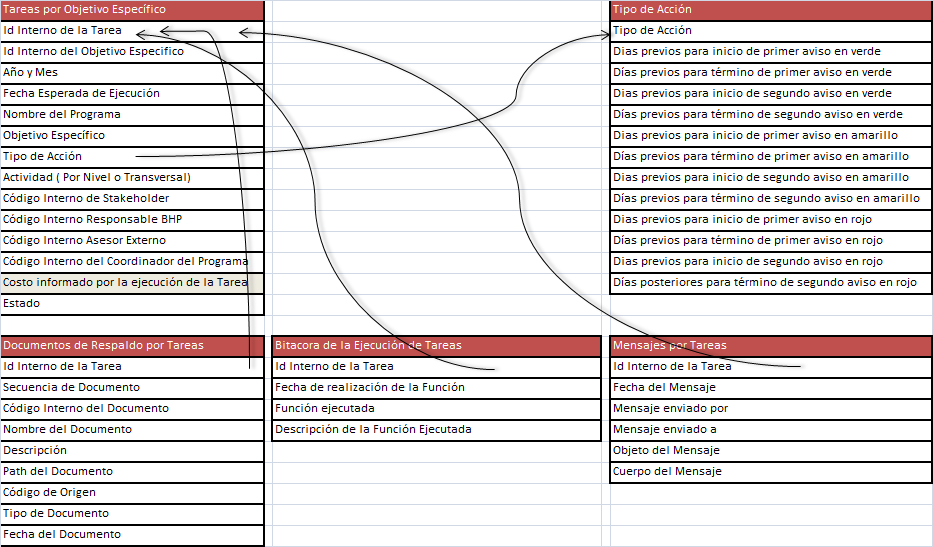 Tareas por Objetivo Específico
Id Interno de la Tarea
Id Interno del Objetivo Especifico
Año y Mes
Fecha Esperada de Ejecución
Nombre del Programa
Objetivo Específico
Tipo de Acción
Actividad ( Por Nivel o Transversal)
Código Interno de Stakeholder
Código Interno Responsable BHP
Código Interno Asesor Externo
Código Interno del Coordinador del Programa
Costo informado por la ejecución de la Tarea
Estado
Tipo de Acción
Tipo de Acción
Dias previos para inicio de primer aviso en verde
Días previos para término de primer aviso en verde
Dias previos para inicio de segundo aviso en verde
Días previos para término de segundo aviso en verde
Dias previos para inicio de primer aviso en amarillo
Días previos para término de primer aviso en amarillo
Dias previos para inicio de segundo aviso en amarillo
Días previos para término de segundo aviso en amarillo
Dias previos para inicio de primer aviso en rojo
Días previos para término de primer aviso en rojo
Dias previos para inicio de segundo aviso en rojo
Días posteriores para término de segundo aviso en rojo
Documentos de Respaldo por Tareas
Id Interno de la Tarea
Secuencia de Documento
Código Interno del Documento
Nombre del Documento
Descripción
Path del Documento
Código de Origen
Tipo de Documento
Fecha del Documento
Bitacora de la Ejecución de Tareas
Id Interno de la Tarea
Fecha de realización de la Función
Función ejecutada
Descripción de la Función Ejecutada
Mensajes por Tareas
Id Interno de la Tarea
Fecha del Mensaje
Mensaje enviado por
Mensaje enviado a
Objeto del Mensaje
Cuerpo del Mensaje